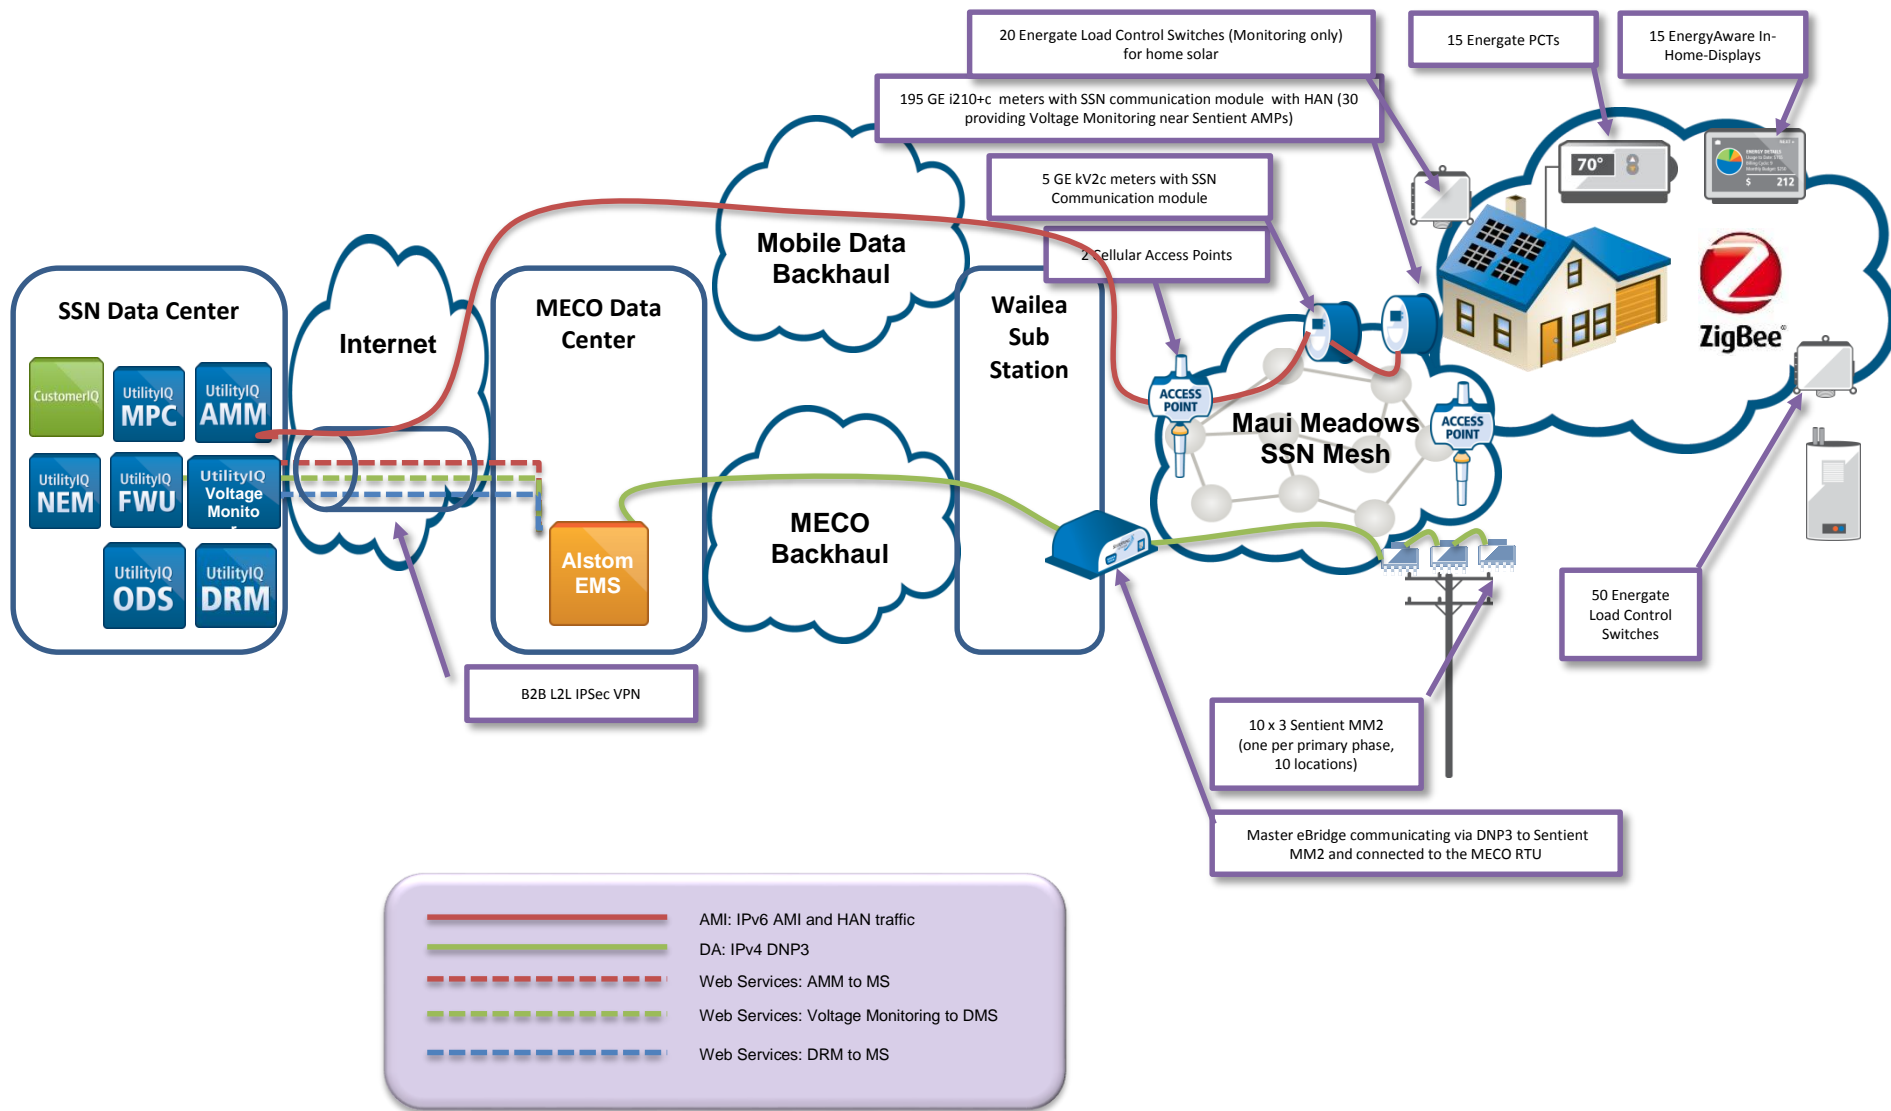 20 Energate Load Control Switches (Monitoring only)
for home solar
15 Energate PCTs
15 EnergyAware In-
Home-Displays
195 GE i210+c  meters with SSN communication module  with HAN (30
providing Voltage Monitoring near Sentient AMPs)
5 GE kV2c meters with SSN
Communication module
2 Cellular Access Points
70°
ENERGY DETAILS
$ 212
Mobile Data
Backhaul
SSN Data Center
Internet
MECO Data
Center
Wailea
Sub
Station
ZigBee
CustomerIQ
UtilityIQ
MPC
UtilityIQ
AMM
UtilityIQ
NEM
UtilityIQ
FWU
UtilityIQ
Voltage
Monito
r
UtilityIQ
ODS
UtilityIQ
DRM
Alstom
EMS
MECO
Backhaul
ACCESS
POINT
Maui Meadows
SSN Mesh
ACCESS
POINT
50 Energate
Load Control
Switches
B2B L2L IPSec VPN
10 x 3 Sentient MM2
(one per primary phase,
10 locations)
Master eBridge communicating via DNP3 to Sentient
MM2 and connected to the MECO RTU
AMI: IPv6 AMI and HAN traffic
DA: IPv4 DNP3
Web Services: AMM to MS
Web Services: Voltage Monitoring to DMS
Web Services: DRM to MS